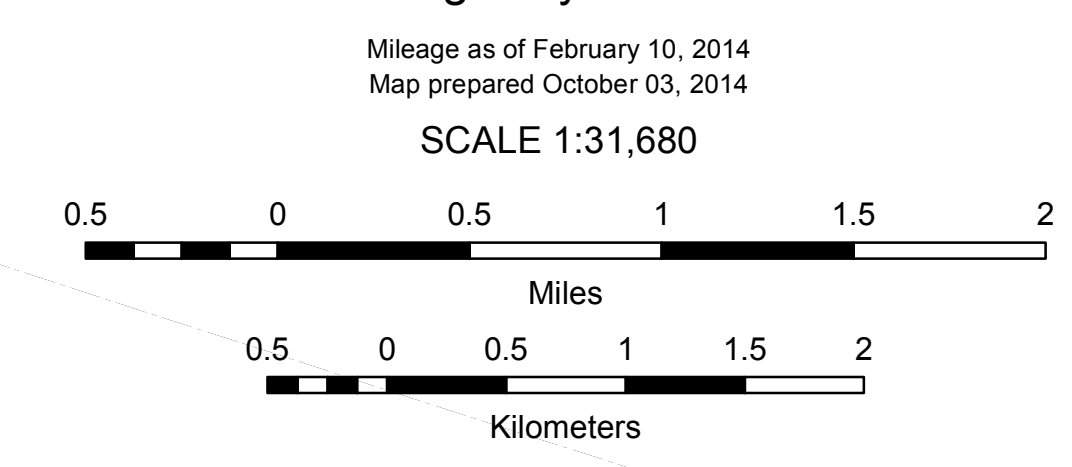 Mileage as of February 10, 2014
Map prepared October 03, 2014
SCALE 1:31,680
0.5 0 0.5 1 1.5 2
Miles
0.5 0 0.5 1 1.5 2
Kilometers